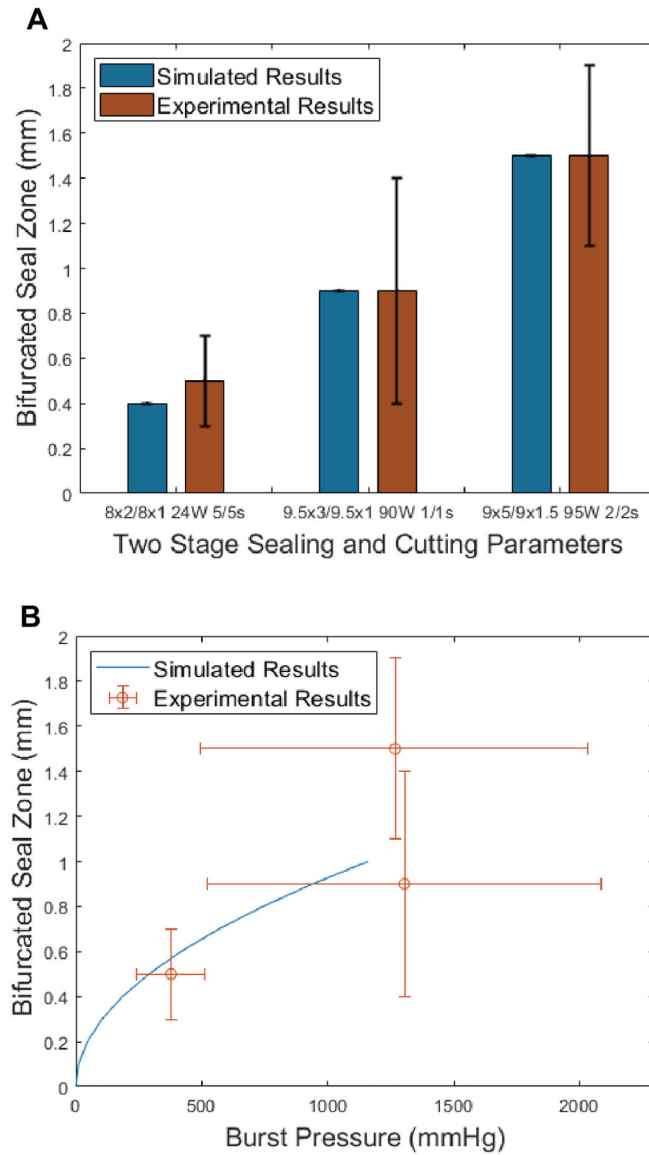 A
2
1.8
1.6
1.4
1.2
1
0.8
0.6
0.4
0.2
0
Bifurcated Seal Zone (mm)
Simulated Results
Experimental Results
8x2/8x1 24W 5/5s 9.5x3/9.5x1 90W 1/1s 9x5/9x1.5 95W 2/2s
Two Stage Sealing and Cutting Parameters
B
2
1.8
1.6
1.4
1.2
1
0.8
0.6
0.4
0.2
0
Bifurcated Seal Zone (mm)
Simulated Results
Experimental Results
0 500 1000 1500 2000
Burst Pressure (mmHg)